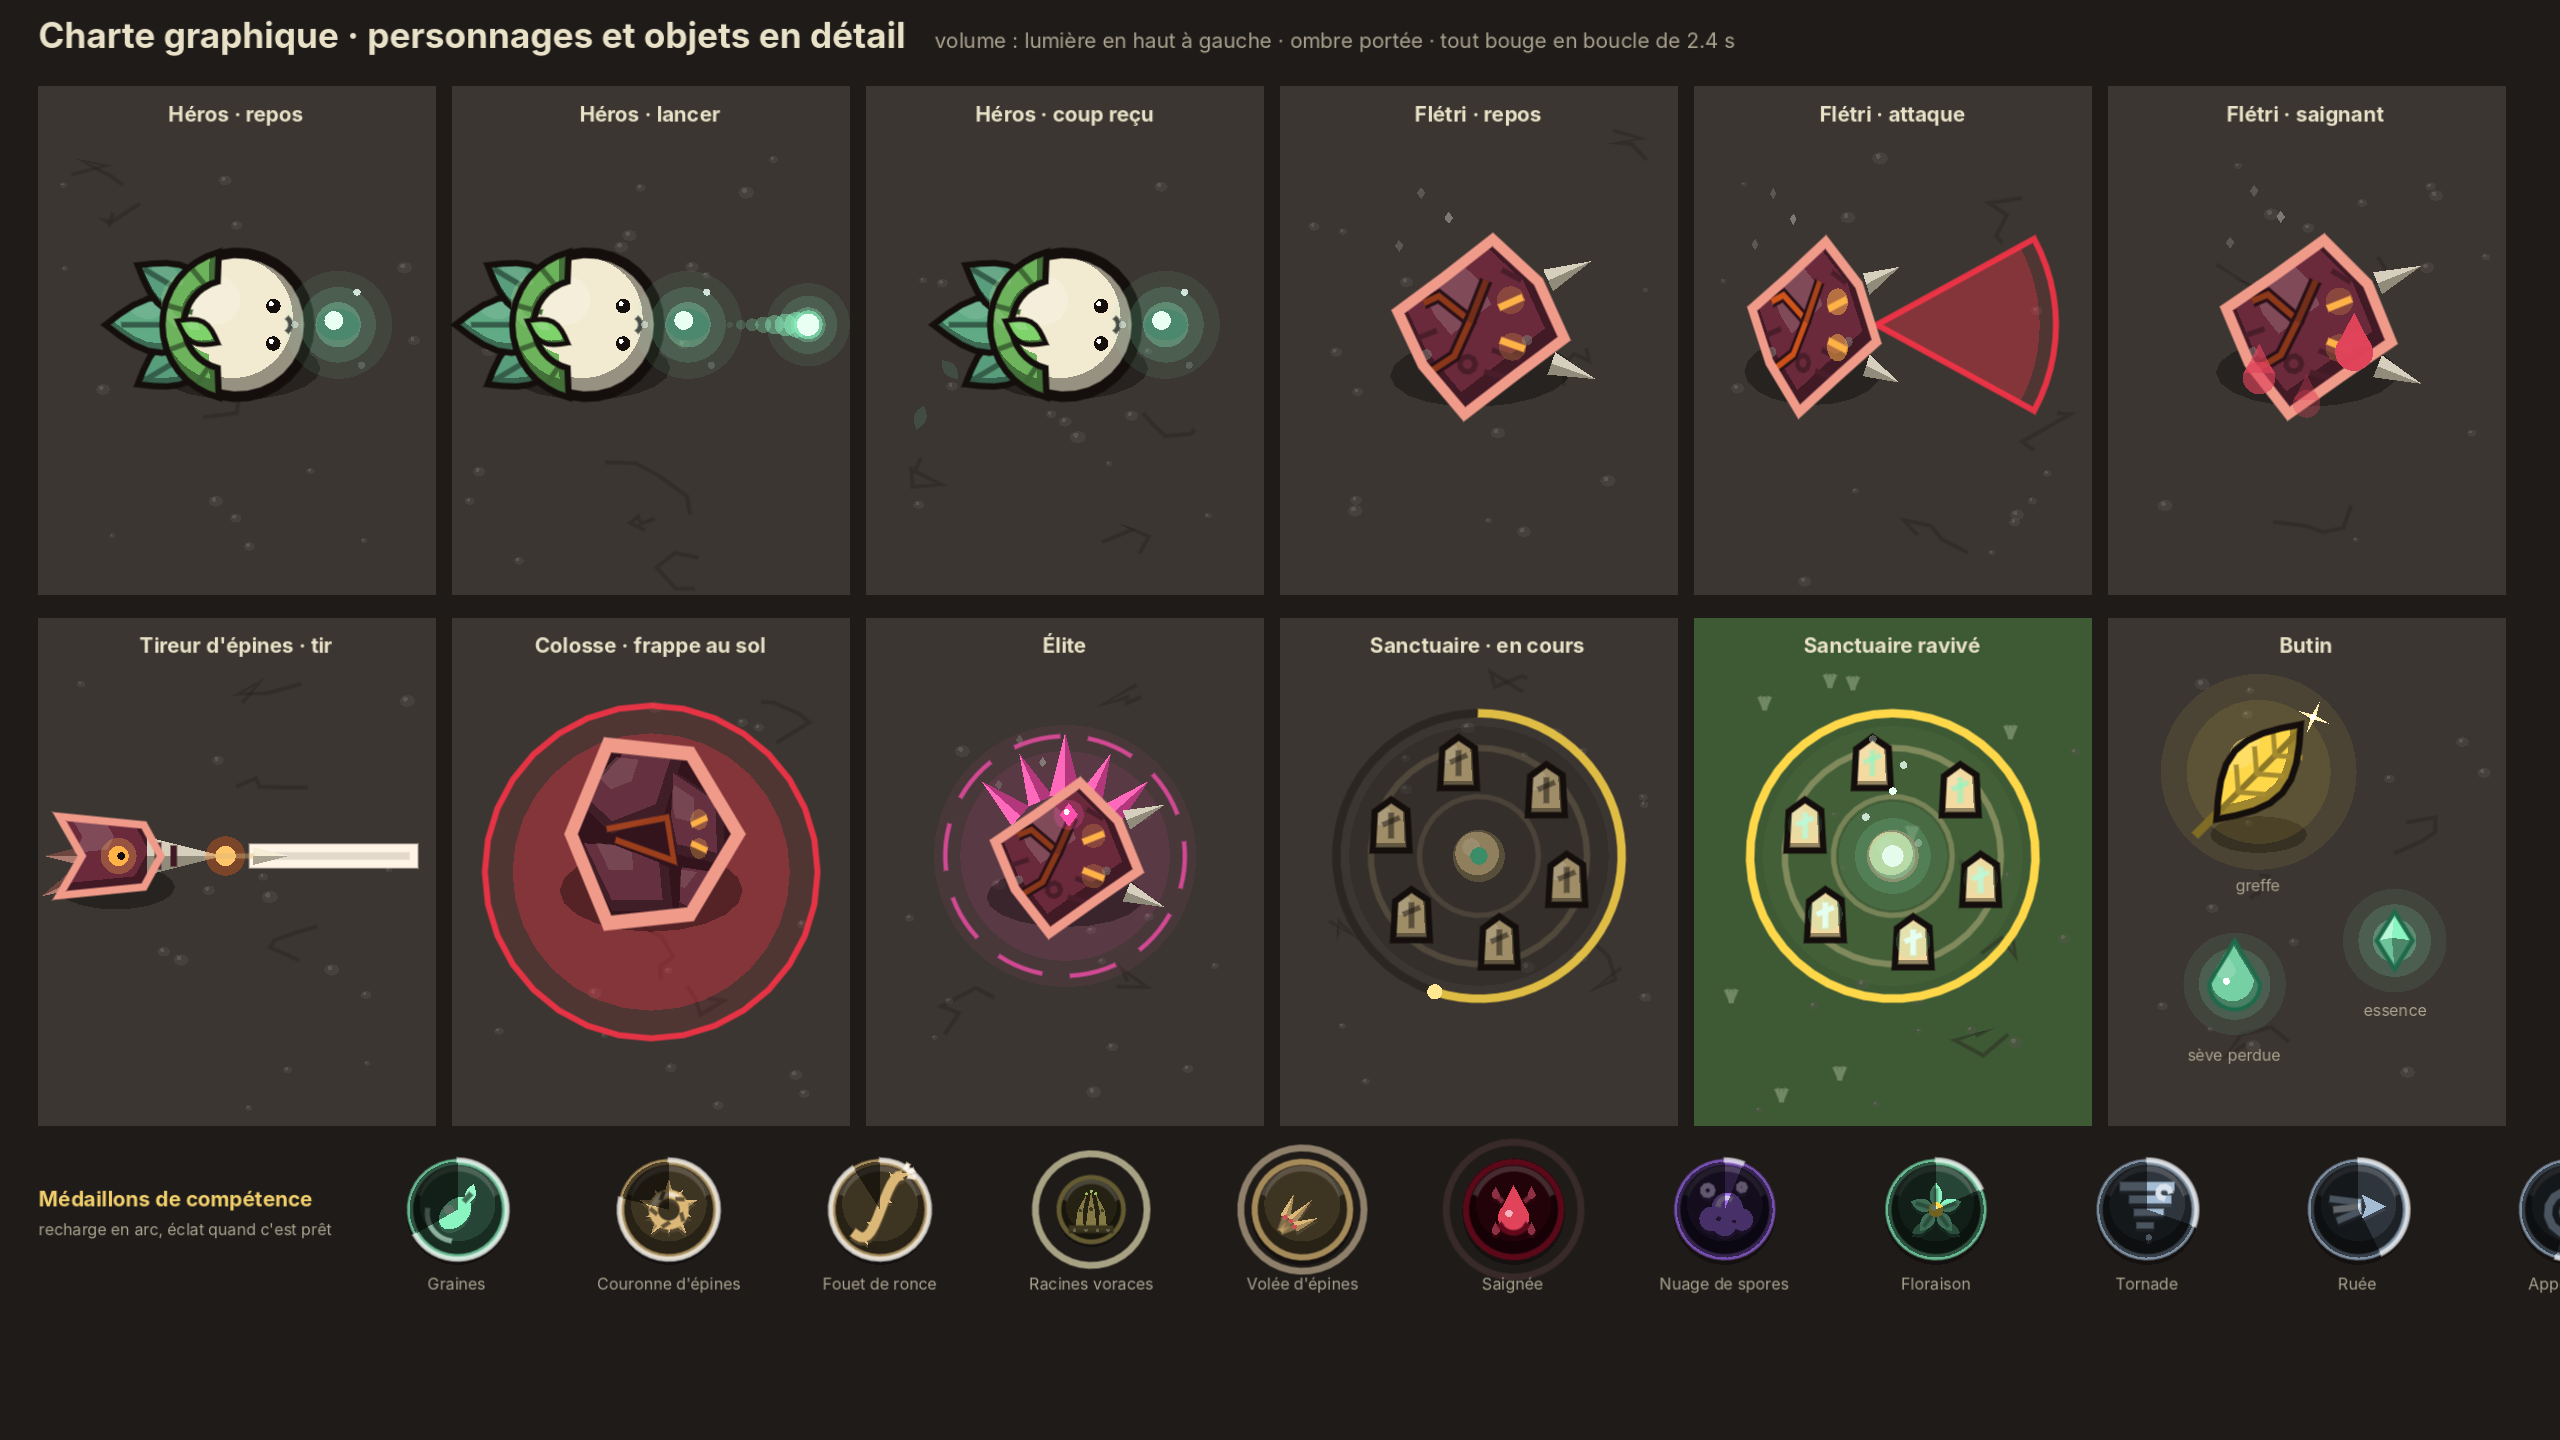 Charte graphique · personnages et objets en détail
volume : lumière en haut à gauche · ombre portée · tout bouge en boucle de 2.4 s
Héros · repos
Héros · lancer
Héros · coup reçu
Flétri · repos
Flétri · attaque
Flétri · saignant
Tireur d'épines · tir
Colosse · frappe au sol
Élite
Sanctuaire · en cours
Sanctuaire ravivé
Butin
greffe
essence
sève perdue
Médaillons de compétence
recharge en arc, éclat quand c'est prêt
Graines
Couronne d'épines
Fouet de ronce
Racines voraces
Volée d'épines
Saignée
Nuage de spores
Floraison
Tornade
Ruée
App